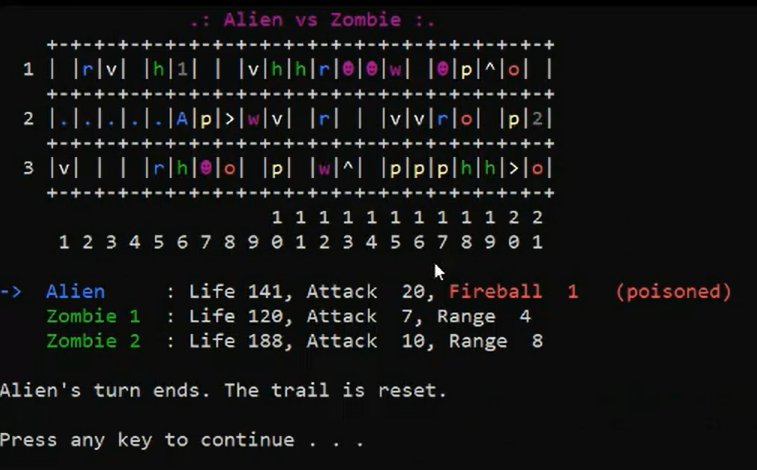 .: Alien vs Zombie :.
+-+-+-+-+-+-+-+-+-+-+-+-+-+-+-+-+-+-+-+-+-+
1 | |r|v| |h|1| | |v|h|h|r|☻|☻|w| |☻|p|^|o| |
+-+-+-+-+-+-+-+-+-+-+-+-+-+-+-+-+-+-+-+-+-+
2 |.|.|.|.|.|A|p|>|w|v| |r| | |v|v|r|o| |p|2|
+-+-+-+-+-+-+-+-+-+-+-+-+-+-+-+-+-+-+-+-+-+
3 |v| | | |r|h|☻|o| |p| |w|^| |p|p|p|h|h|>|o|
+-+-+-+-+-+-+-+-+-+-+-+-+-+-+-+-+-+-+-+-+-+
1 1 1 1 1 1 1 1 1 1 2 2
1 2 3 4 5 6 7 8 9 0 1 2 3 4 5 6 7 8 9 0 1
-> Alien : Life 141, Attack 20, Fireball 1 (poisoned)
Zombie 1 : Life 120, Attack 7, Range 4
Zombie 2 : Life 188, Attack 10, Range 8
Alien's turn ends. The trail is reset.
Press any key to continue . . .